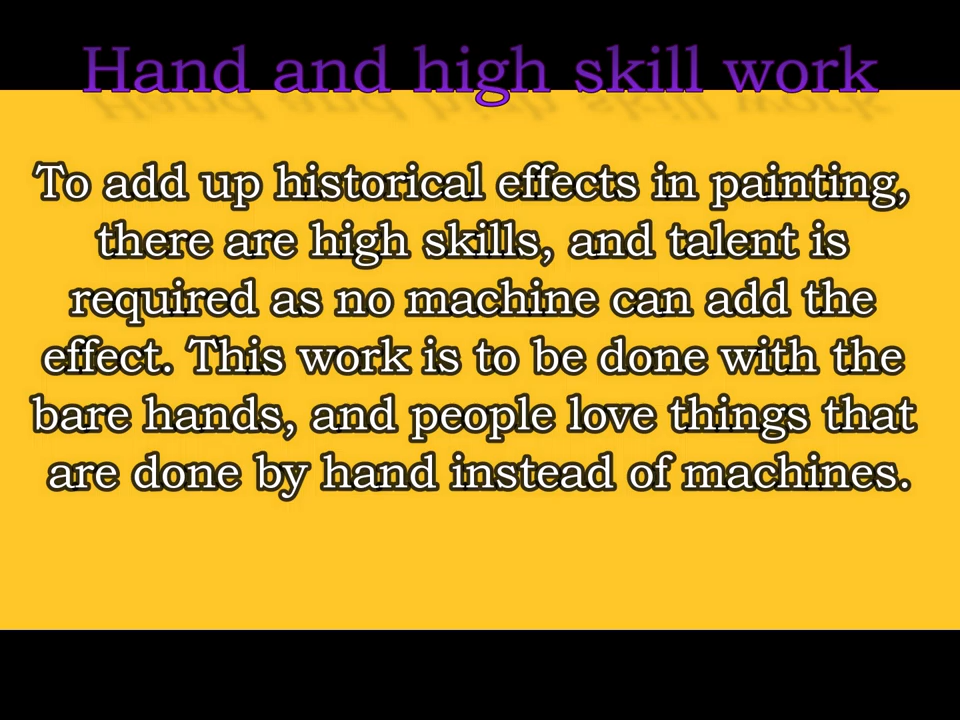 Hand and high skill work
To add up historical effects in painting,
there are high skills, and talent is
required as no machine can add the
effect. This work is to be done with the
bare hands, and people love things that
are done by hand instead of machines.